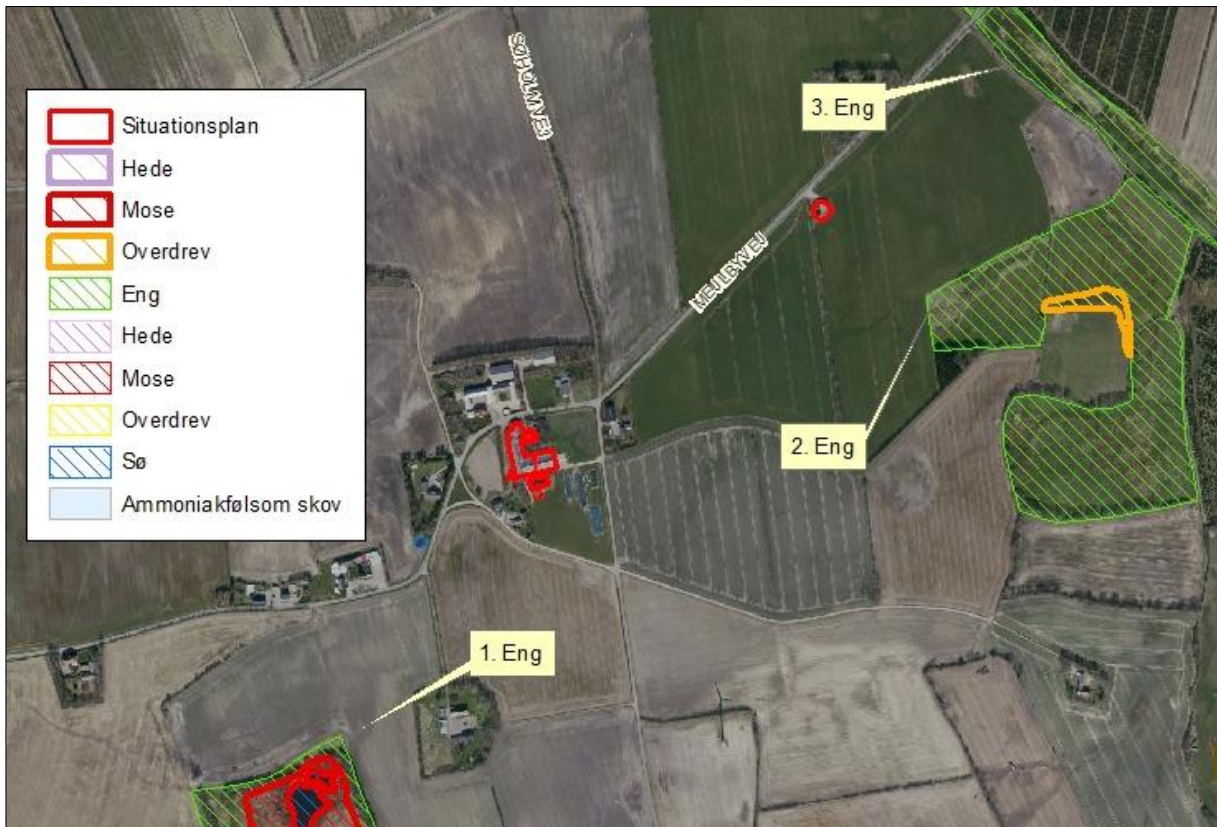 Situationsplan
Hede
Mose
Overdrev
Eng
Hede
Mose
Overdrev
Sø
Ammoniakfølsom skov
SØHOLMVEJ
3. Eng
MEJLBYVEJ
2. Eng
1. Eng